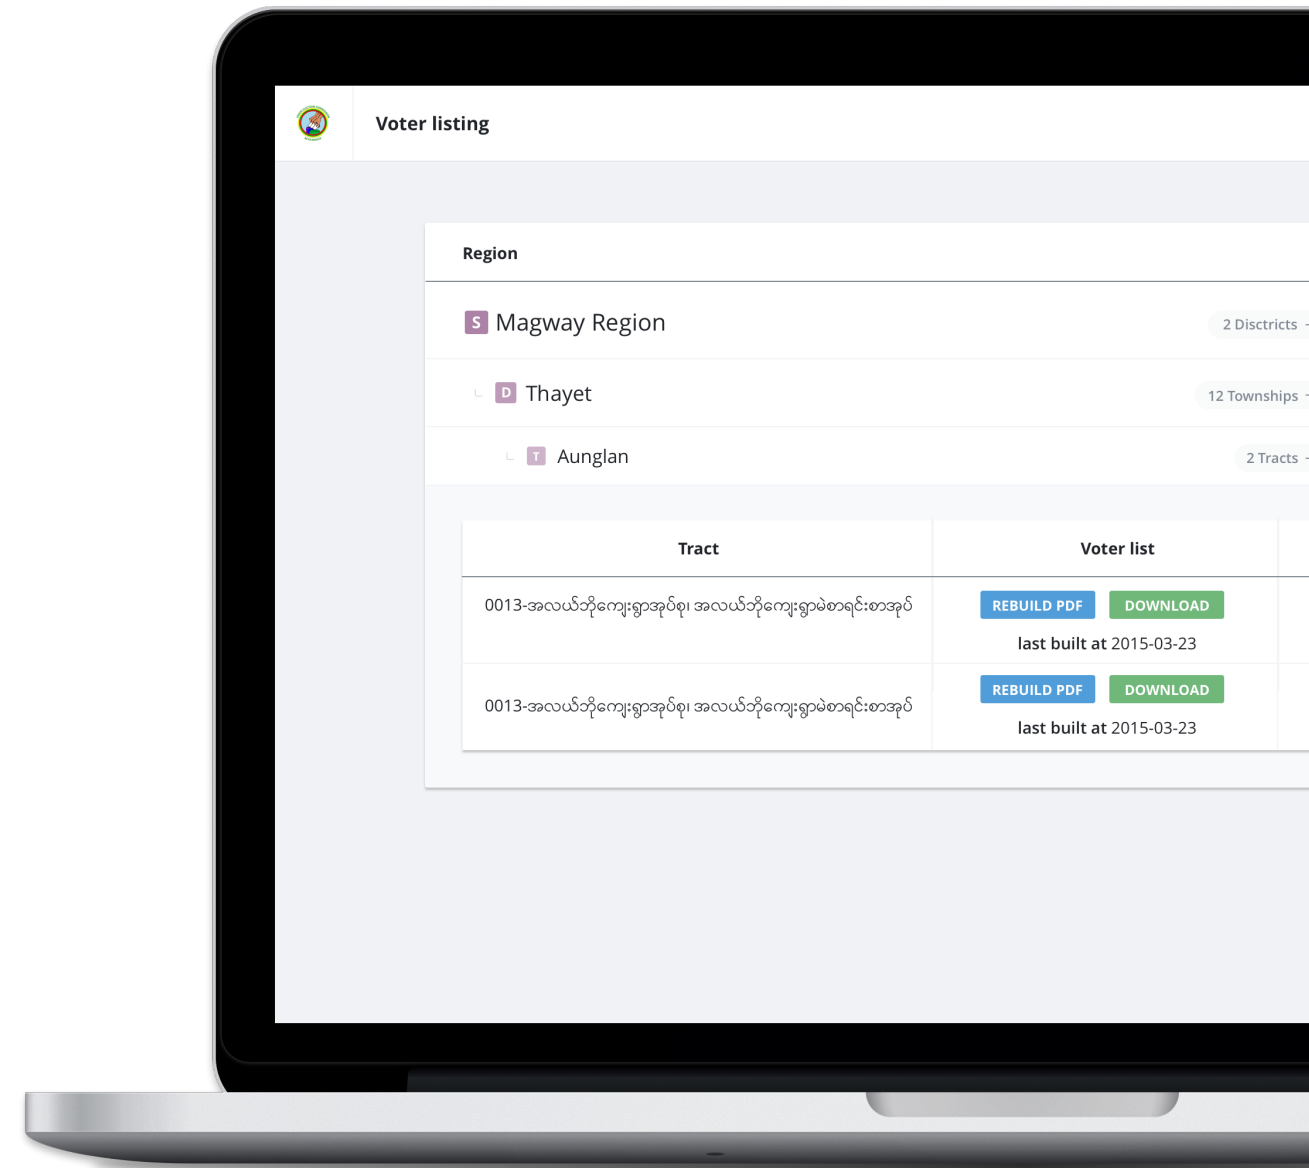 Voter listing
Region
S Magway Region
2 Disctricts
D Thayet
12 Townships
T Aunglan
2 Tracts
Tract Voter list
0013-အလယ်ဘိုကျေးရွာအုပ်စု၊ အလယ်ဘိုကျေးရွာမဲစာရင်းစာအုပ် REBUILD PDF DOWNLOAD
last built at 2015-03-23
REBUILD PDF DOWNLOAD
0013-အလယ်ဘိုကျေးရွာအုပ်စု၊ အလယ်ဘိုကျေးရွာမဲစာရင်းစာအုပ်
last built at 2015-03-23